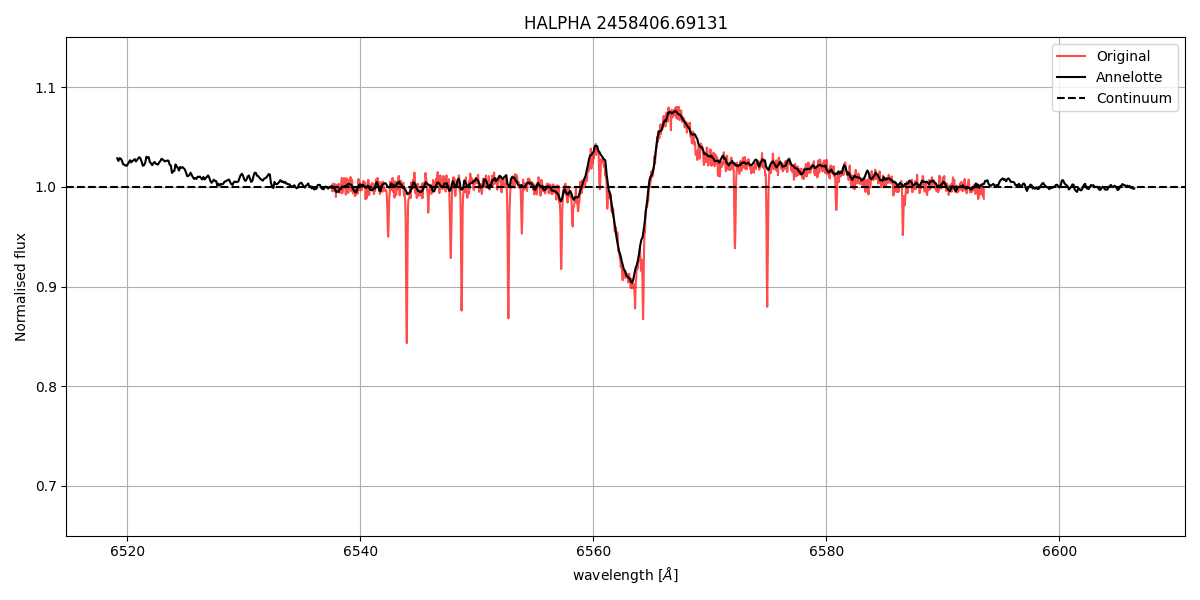 HALPHA 2458406.69131
Original
Annelotte
Continuum
1.1
1.0
0.9
0.8
0.7
Normalised flux
6520 6540 6560 6580 6600
wavelength [Å]